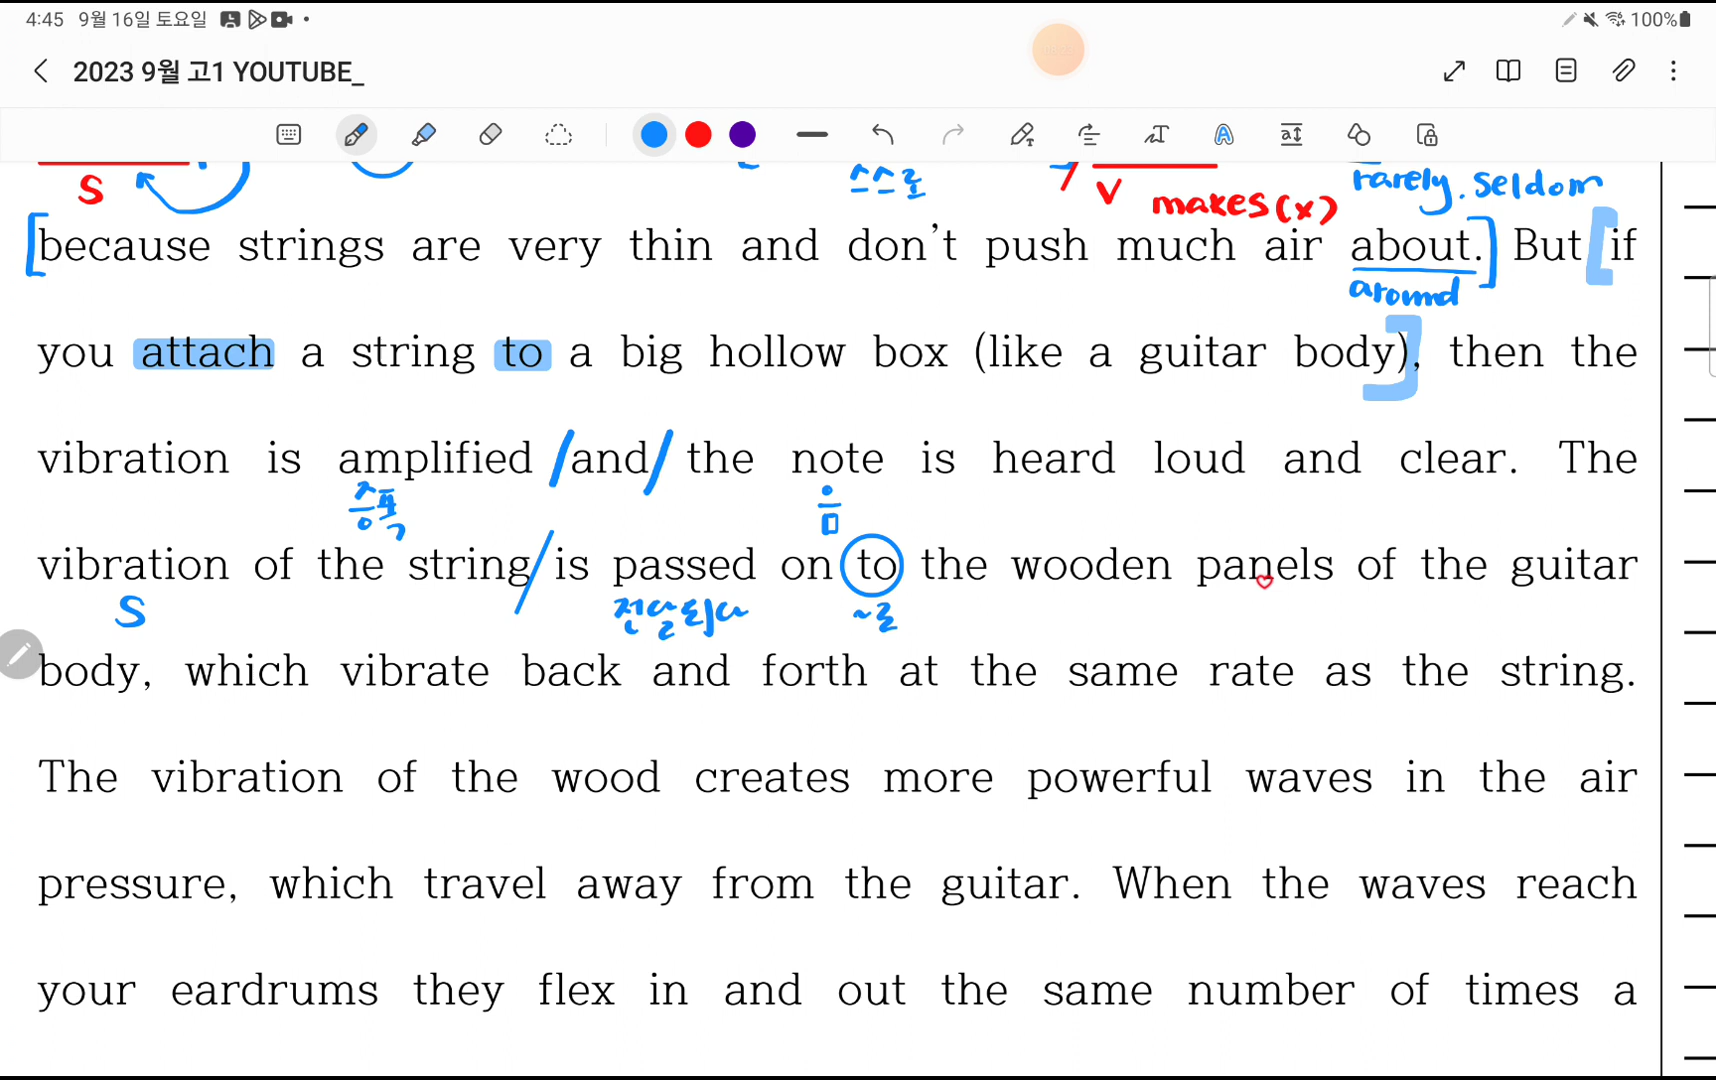 4:45 9월 16일 토요일 100%
2023 9월 고1 YOUTUBE_
S 스스로 V makes(x) rarely. seldom
because strings are very thin and don't push much air about. But if
around
you attach a string to a big hollow box (like a guitar body), then the
vibration is amplified / and / the note is heard loud and clear. The
증폭 음
vibration of the string / is passed on to the wooden panels of the guitar
S 전달되다 ~로
body, which vibrate back and forth at the same rate as the string.
The vibration of the wood creates more powerful waves in the air
pressure, which travel away from the guitar. When the waves reach
your eardrums they flex in and out the same number of times a